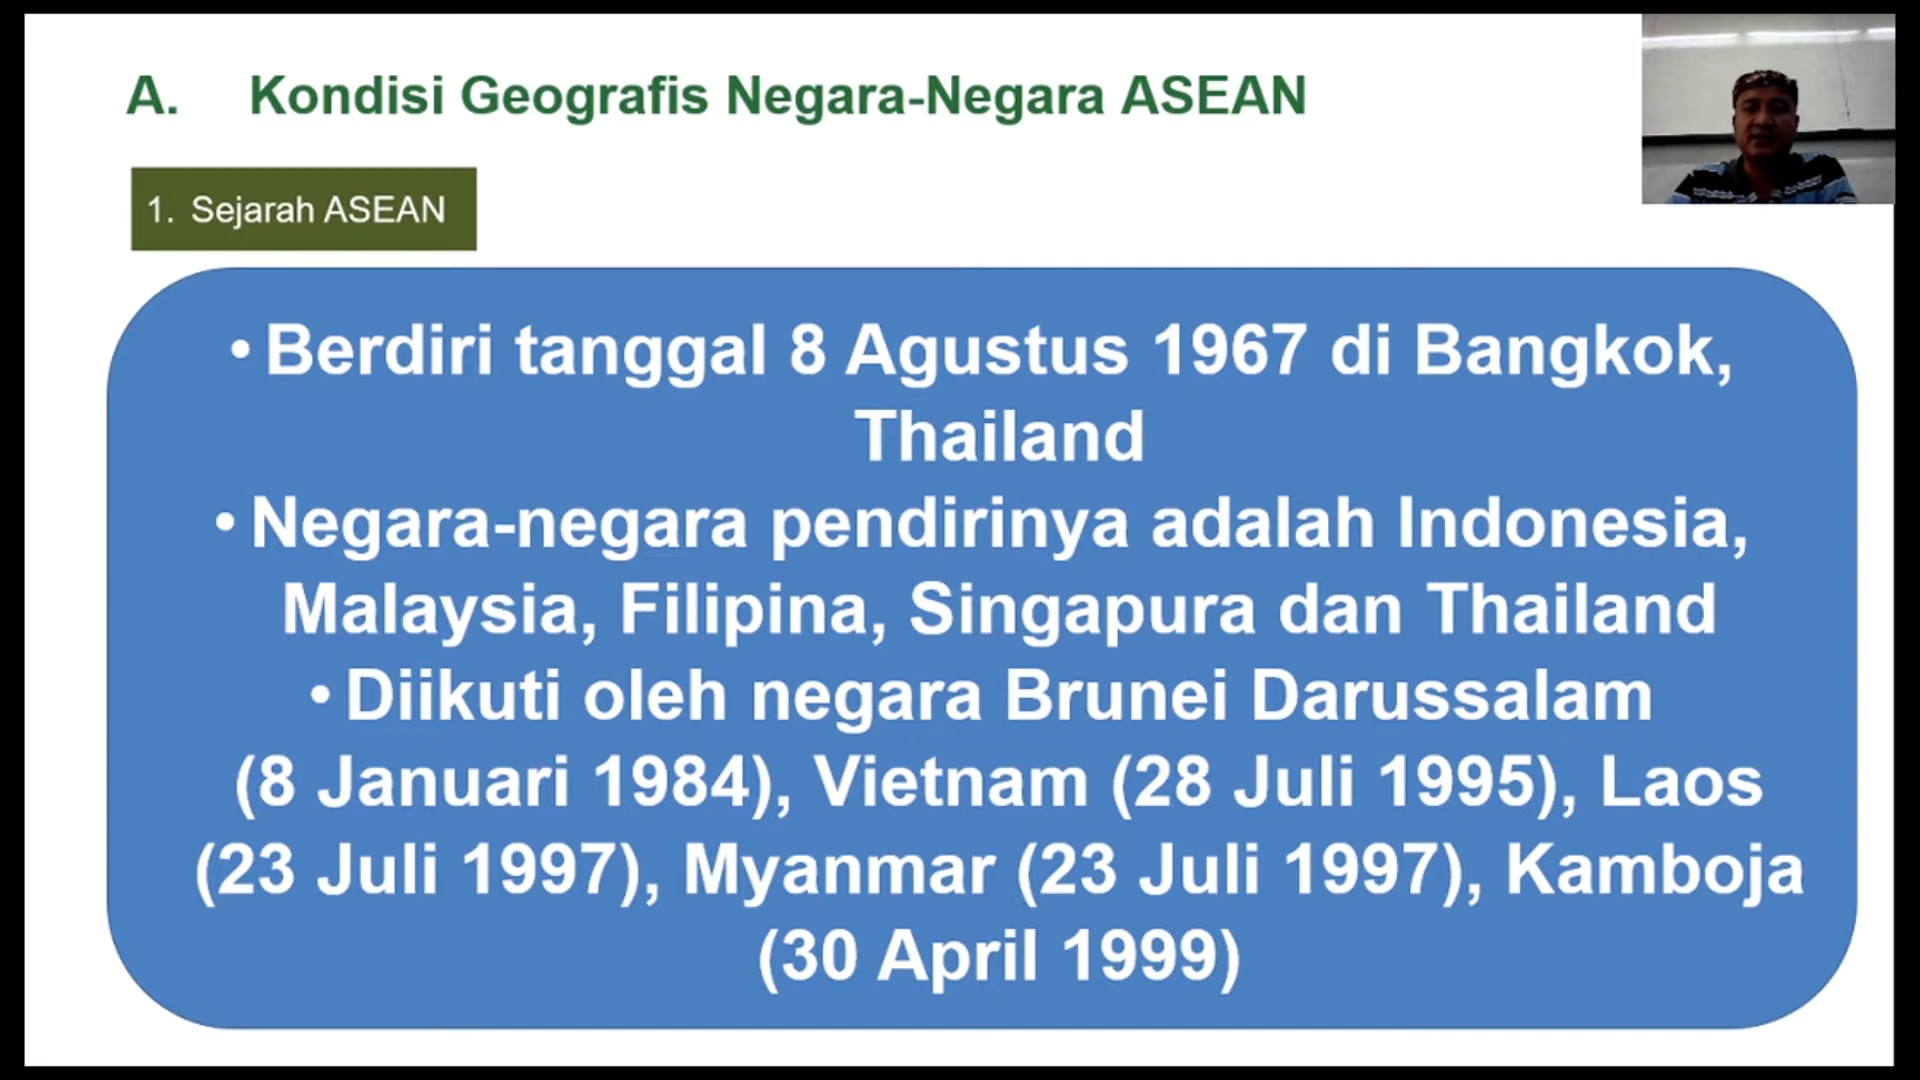 A. Kondisi Geografis Negara-Negara ASEAN
1. Sejarah ASEAN
• Berdiri tanggal 8 Agustus 1967 di Bangkok,
Thailand
• Negara-negara pendirinya adalah Indonesia,
Malaysia, Filipina, Singapura dan Thailand
• Diikuti oleh negara Brunei Darussalam
(8 Januari 1984), Vietnam (28 Juli 1995), Laos
(23 Juli 1997), Myanmar (23 Juli 1997), Kamboja
(30 April 1999)